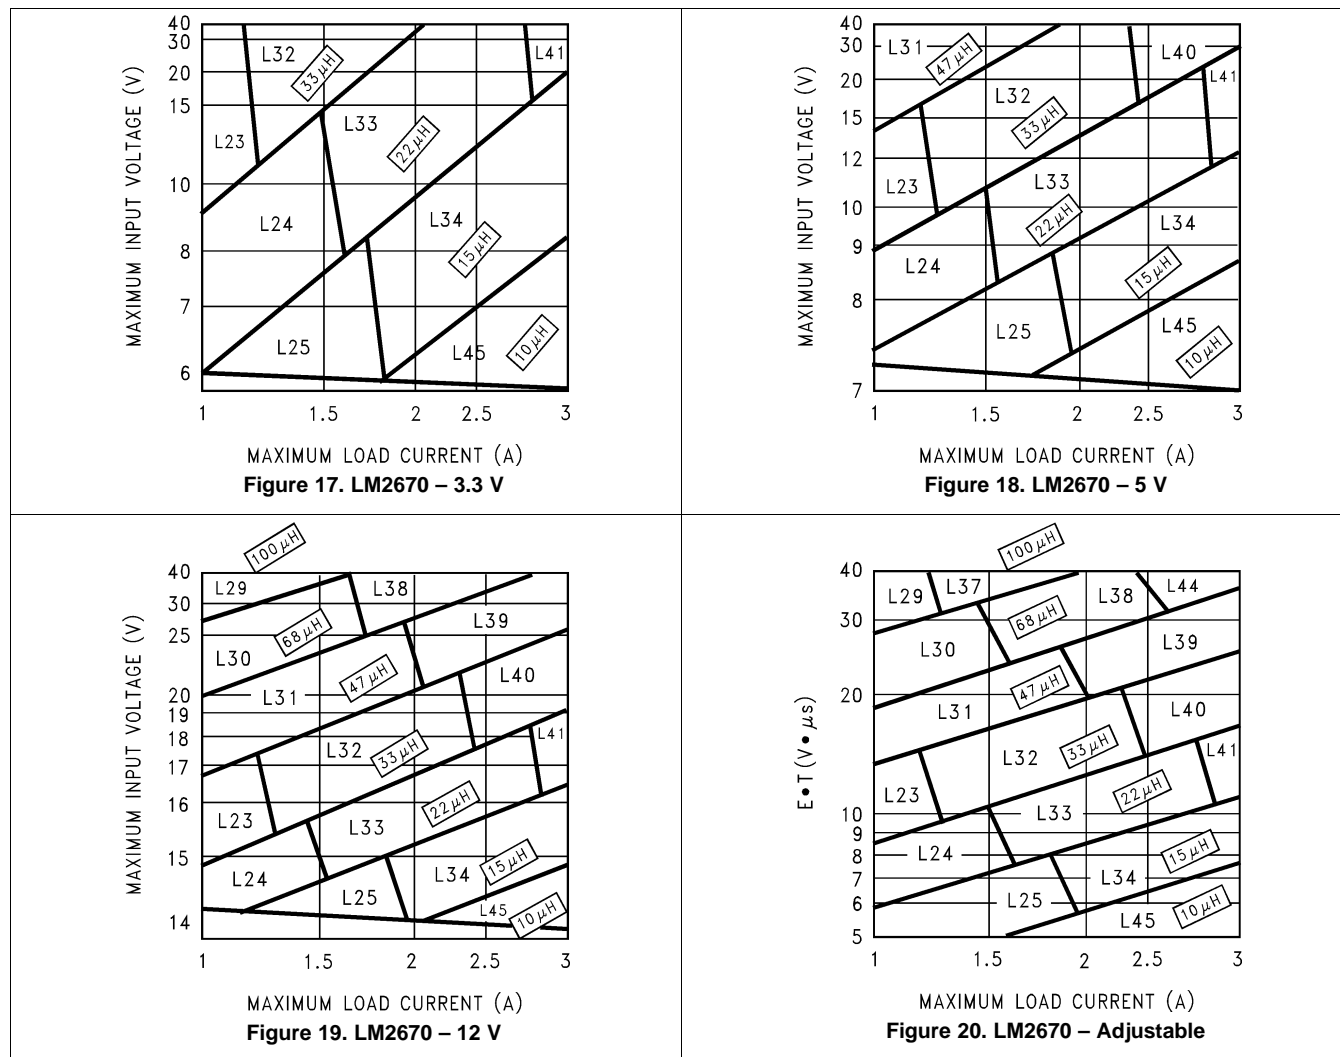 40
30
20
15
10
8
7
6
MAXIMUM INPUT VOLTAGE (V)
L32
33μH
L41
L23
L33
22μH
L24
L34
15μH
L25
L45
10μH
1 1.5 2 2.5 3
MAXIMUM LOAD CURRENT (A)
Figure 17. LM2670 – 3.3 V
40
30
20
15
12
10
9
8
7
MAXIMUM INPUT VOLTAGE (V)
L31
47μH
L40
L41
L32
33μH
L23
L33
22μH
L34
L24
15μH
L25
L45
10μH
1 1.5 2 2.5 3
MAXIMUM LOAD CURRENT (A)
Figure 18. LM2670 – 5 V
100μH
40
30
25
20
19
18
17
16
15
14
MAXIMUM INPUT VOLTAGE (V)
L29
L38
68μH
L39
L30
47μH
L40
L31
L32
33μH
L41
L23
22μH
L33
L24
L34
15μH
L25
L45
10μH
1 1.5 2 2.5 3
MAXIMUM LOAD CURRENT (A)
Figure 19. LM2670 – 12 V
100μH
40
30
20
10
9
8
7
6
5
E•T(V•μs)
L29
L37
L38
L44
68μH
L30
L39
47μH
L31
L40
L32
33μH
L41
L23
22μH
L33
L24
15μH
L34
L25
10μH
L45
1 1.5 2 2.5 3
MAXIMUM LOAD CURRENT (A)
Figure 20. LM2670 – Adjustable